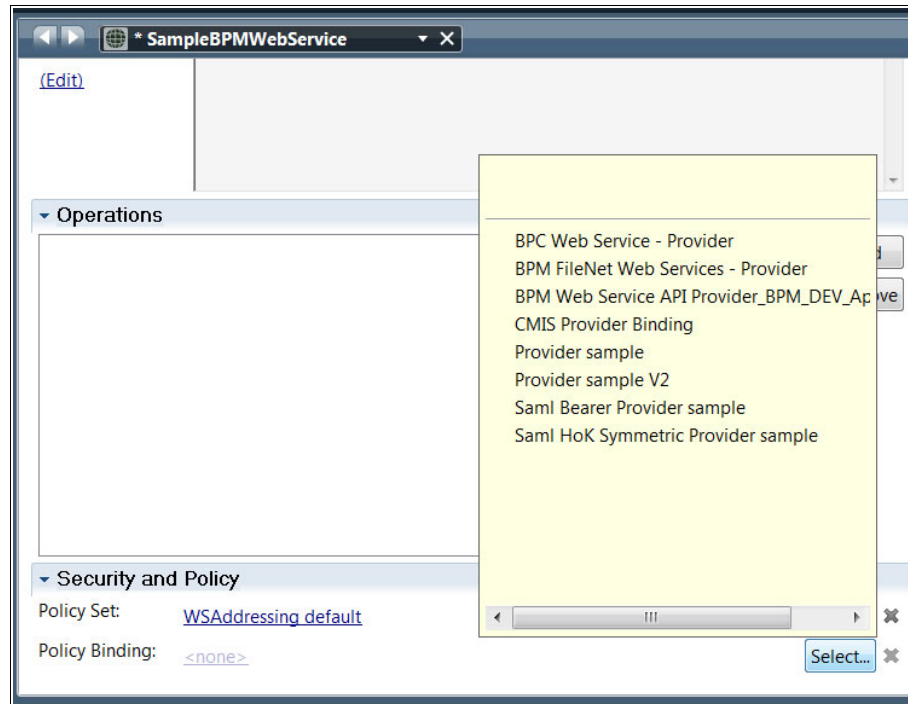 * SampleBPMWebService
(Edit)
Operations
BPC Web Service - Provider
BPM FileNet Web Services - Provider
BPM Web Service API Provider_BPM_DEV_Ap
CMIS Provider Binding
Provider sample
Provider sample V2
Saml Bearer Provider sample
Saml HoK Symmetric Provider sample
Security and Policy
Policy Set: WSAddressing default
Policy Binding: <none> Select...